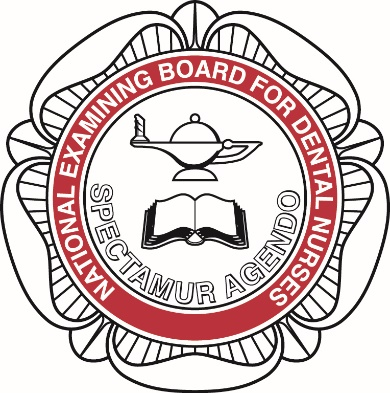 NATIONAL EXAMINING BOARD FOR DENTAL NURSES
SPECTAMUR AGENDO